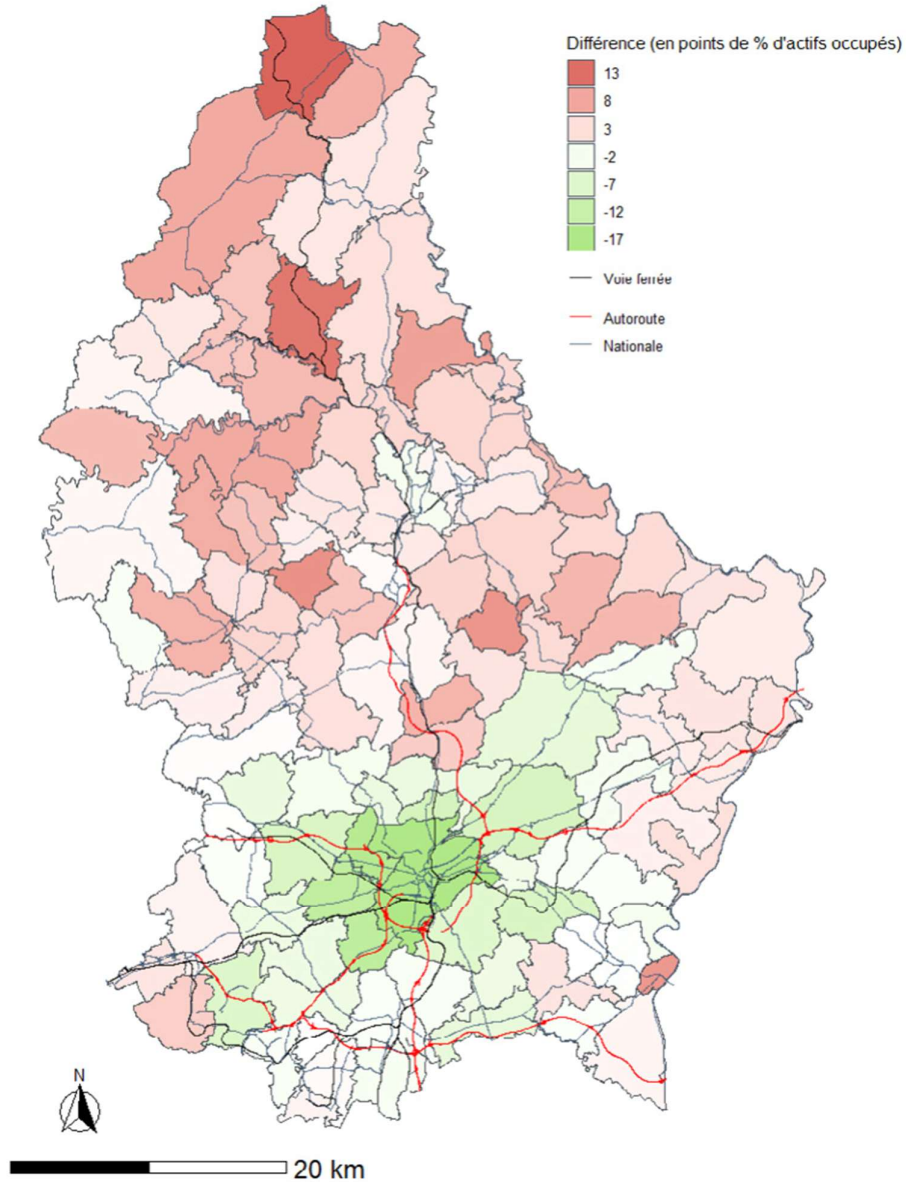 Différence (en points de % d'actifs occupés)
13
8
3
-2
-7
-12
-17
Voie ferrée
Autoroute
Nationale
N
20 km